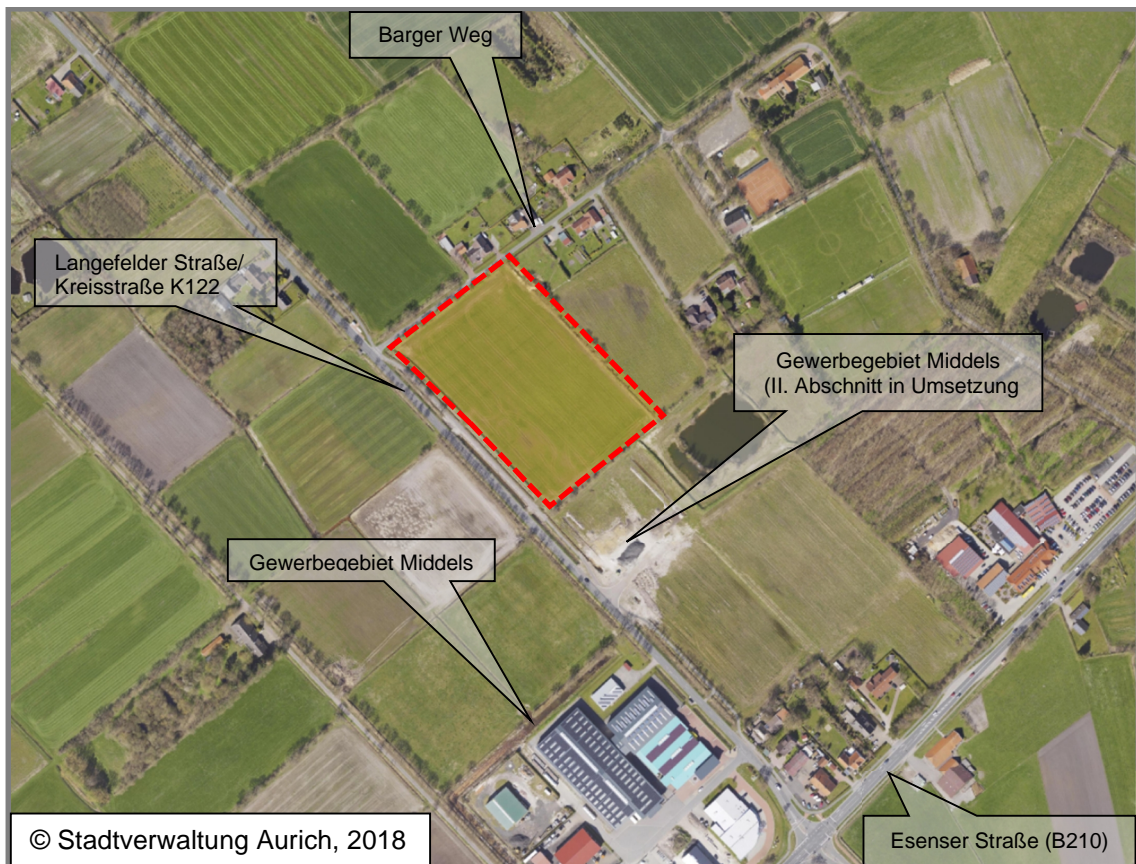 Barger Weg
Langefelder Straße/
Kreisstraße K122
Gewerbegebiet Middels
(II. Abschnitt in Umsetzung
Gewerbegebiet Middels
© Stadtverwaltung Aurich, 2018
Esenser Straße (B210)